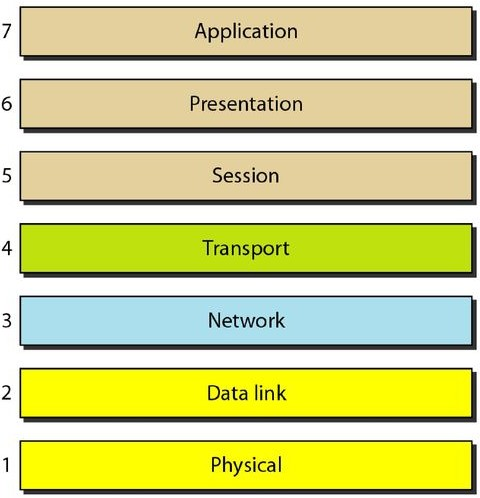 7 Application
6 Presentation
5 Session
4 Transport
3 Network
2 Data link
1 Physical